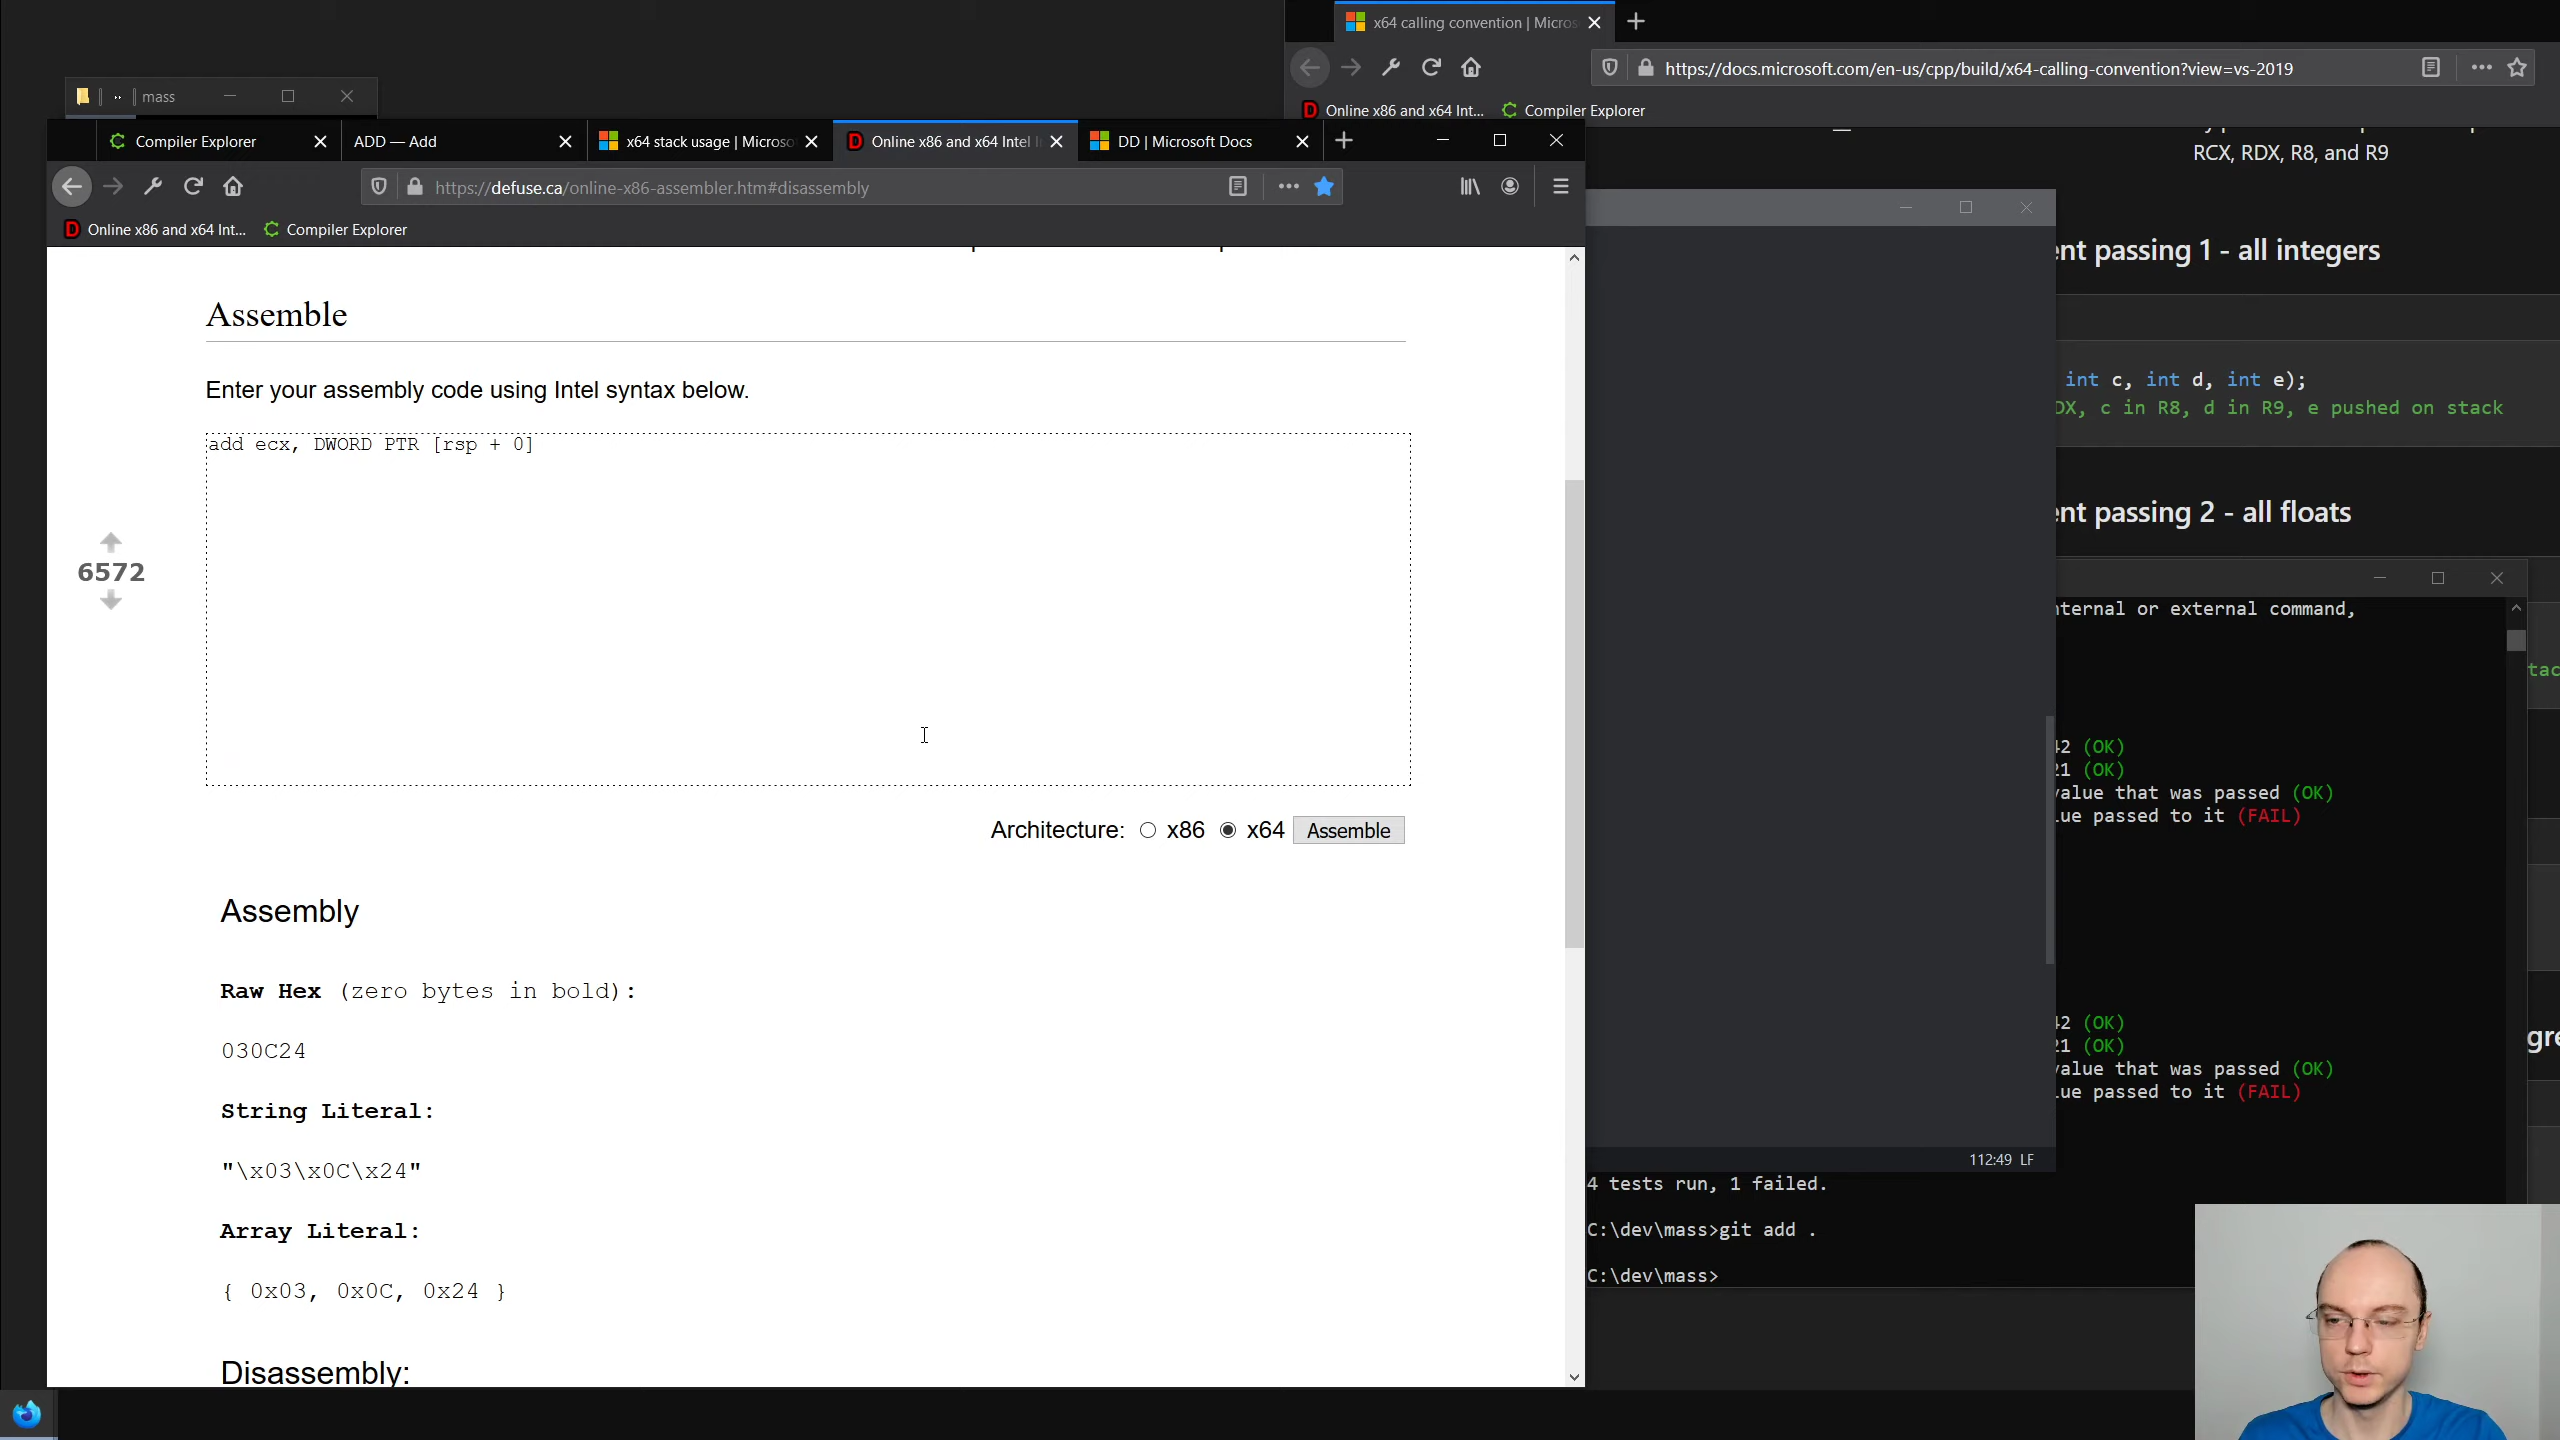 x64 calling convention | Micros
https://docs.microsoft.com/en-us/cpp/build/x64-calling-convention?view=vs-2019
Online x86 and x64 Int...
Compiler Explorer
mass
Compiler Explorer
ADD — Add
x64 stack usage | Microso
Online x86 and x64 Intel I
DD | Microsoft Docs
https://defuse.ca/online-x86-assembler.htm#disassembly
Online x86 and x64 Int...
Compiler Explorer
RCX, RDX, R8, and R9
Assemble
Enter your assembly code using Intel syntax below.
add ecx, DWORD PTR [rsp + 0]
6572
Architecture: x86 x64 Assemble
Assembly
Raw Hex (zero bytes in bold):
030C24
String Literal:
"\x03\x0C\x24"
Array Literal:
{ 0x03, 0x0C, 0x24 }
Disassembly:
ent passing 1 - all integers
int c, int d, int e);
DX, c in R8, d in R9, e pushed on stack
ent passing 2 - all floats
nternal or external command,
tac
42 (OK)
21 (OK)
value that was passed (OK)
lue passed to it (FAIL)
42 (OK)
21 (OK)
gre
value that was passed (OK)
lue passed to it (FAIL)
112:49 LF
4 tests run, 1 failed.
C:\dev\mass>git add .
C:\dev\mass>